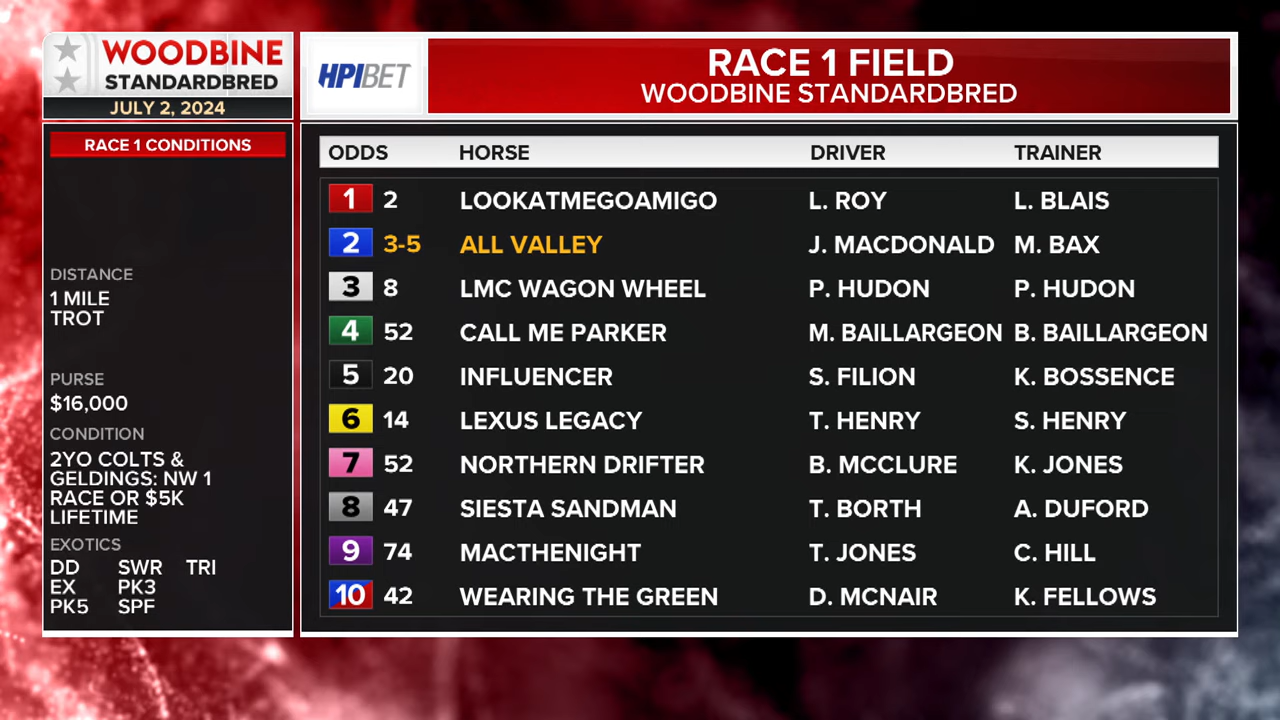 WOODBINE
STANDARDBRED
JULY 2, 2024
RACE 1 CONDITIONS
DISTANCE
1 MILE
TROT
PURSE
$16,000
CONDITION
2YO COLTS &
GELDINGS: NW 1
RACE OR $5K
LIFETIME
EXOTICS
DD SWR TRI
EX PK3
PK5 SPF
HPIBET
RACE 1 FIELD
WOODBINE STANDARDBRED
ODDS HORSE DRIVER TRAINER
1 2 LOOKATMEGOAMIGO L. ROY L. BLAIS
2 3-5 ALL VALLEY J. MACDONALD M. BAX
3 8 LMC WAGON WHEEL P. HUDON P. HUDON
4 52 CALL ME PARKER M. BAILLARGEON B. BAILLARGEON
5 20 INFLUENCER S. FILION K. BOSSENCE
6 14 LEXUS LEGACY T. HENRY S. HENRY
7 52 NORTHERN DRIFTER B. MCCLURE K. JONES
8 47 SIESTA SANDMAN T. BORTH A. DUFORD
9 74 MACTHENIGHT T. JONES C. HILL
10 42 WEARING THE GREEN D. MCNAIR K. FELLOWS